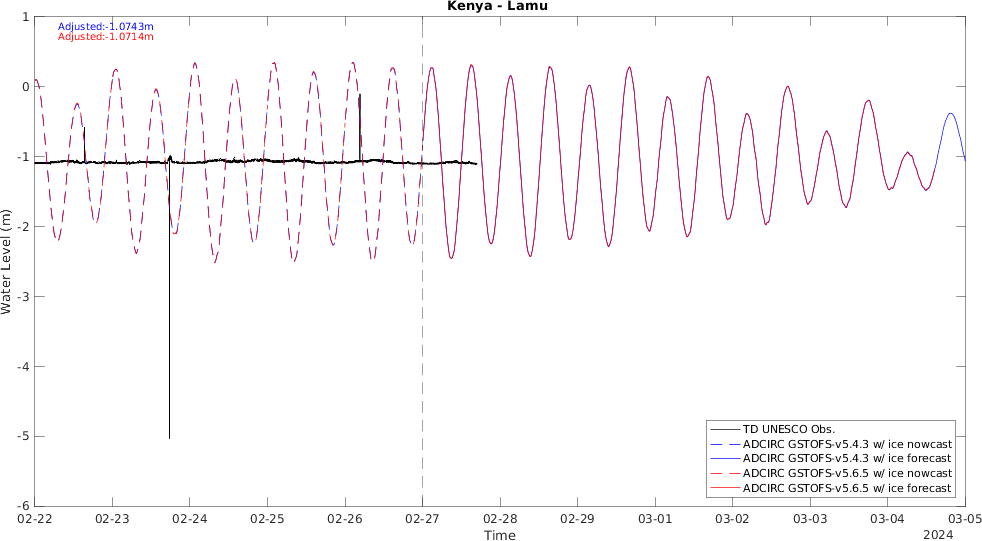 Kenya - Lamu
Adjusted:-1.0743m
Adjusted:-1.0714m
1
0
-1
-2
-3
-4
-5
-6
Water Level (m)
TD UNESCO Obs.
ADCIRC GSTOFS-v5.4.3 w/ ice nowcast
ADCIRC GSTOFS-v5.4.3 w/ ice forecast
ADCIRC GSTOFS-v5.6.5 w/ ice nowcast
ADCIRC GSTOFS-v5.6.5 w/ ice forecast
02-22 02-23 02-24 02-25 02-26 02-27 02-28 02-29 03-01 03-02 03-03 03-04 03-05
Time
2024